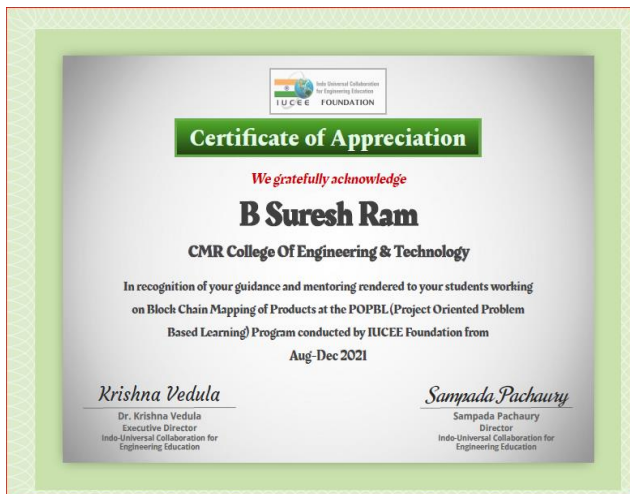 Indo Universal Collaboration
for Engineering Education
IUCEE FOUNDATION
Certificate of Appreciation
We gratefully acknowledge
B Suresh Ram
CMR College Of Engineering & Technology
In recognition of your guidance and mentoring rendered to your students working
on Block Chain Mapping of Products at the POPBL (Project Oriented Problem
Based Learning) Program conducted by IUCEE Foundation from
Aug-Dec 2021
Krishna Vedula
Dr. Krishna Vedula
Executive Director
Indo-Universal Collaboration for
Engineering Education
Sampada Pachaury
Sampada Pachaury
Director
Indo-Universal Collaboration for
Engineering Education